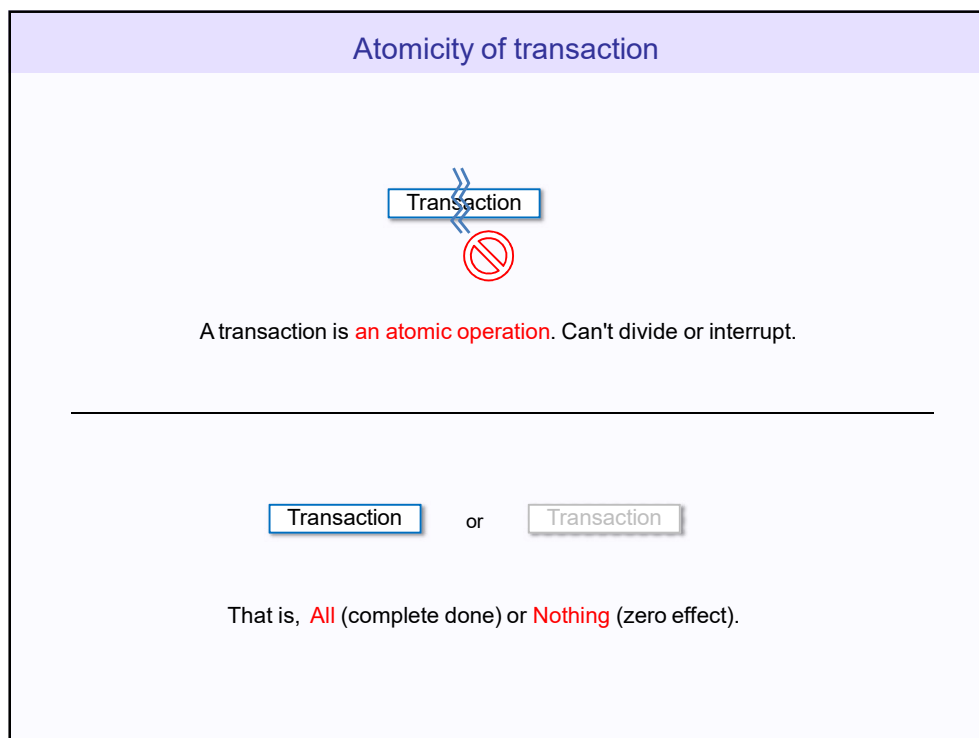 Atomicity of transaction
Transaction
A transaction is an atomic operation. Can't divide or interrupt.
Transaction or Transaction
That is, All (complete done) or Nothing (zero effect).